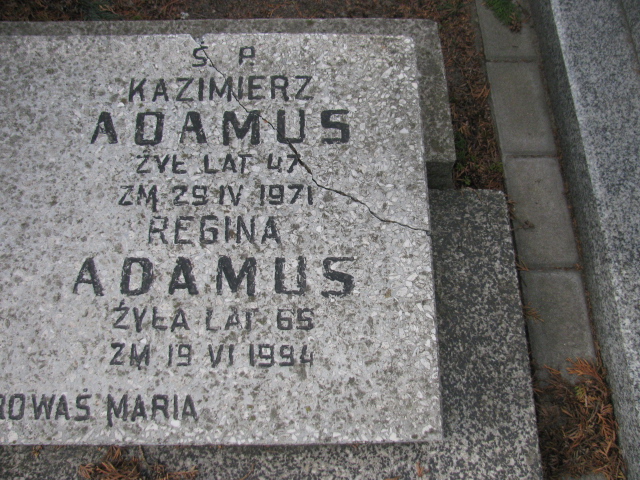 Ś P
KAZIMIERZ
ADAMUS
ŻYŁ LAT 47
ZM 29 IV 1971
REGINA
ADAMUS
ŻYŁA LAT 65
ZM 19 VI 1994
ROWAŚ MARIA